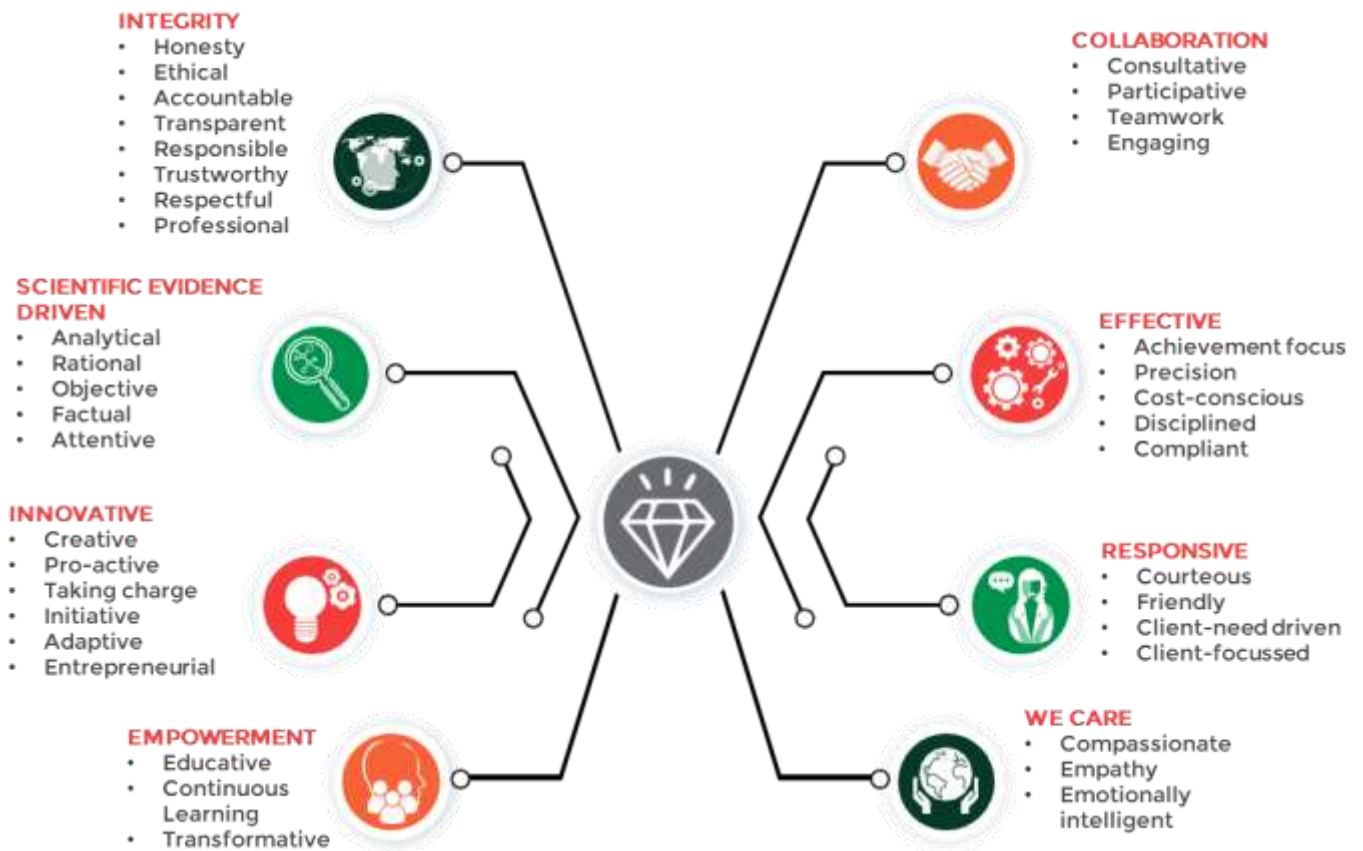 INTEGRITY
• Honesty
• Ethical
• Accountable
• Transparent
• Responsible
• Trustworthy
• Respectful
• Professional
SCIENTIFIC EVIDENCE
DRIVEN
• Analytical
• Rational
• Objective
• Factual
• Attentive
INNOVATIVE
• Creative
• Pro-active
• Taking charge
• Initiative
• Adaptive
• Entrepreneurial
EMPOWERMENT
• Educative
• Continuous
Learning
• Transformative
COLLABORATION
• Consultative
• Participative
• Teamwork
• Engaging
EFFECTIVE
• Achievement focus
• Precision
• Cost-conscious
• Disciplined
• Compliant
RESPONSIVE
• Courteous
• Friendly
• Client-need driven
• Client-focussed
WE CARE
• Compassionate
• Empathy
• Emotionally
intelligent